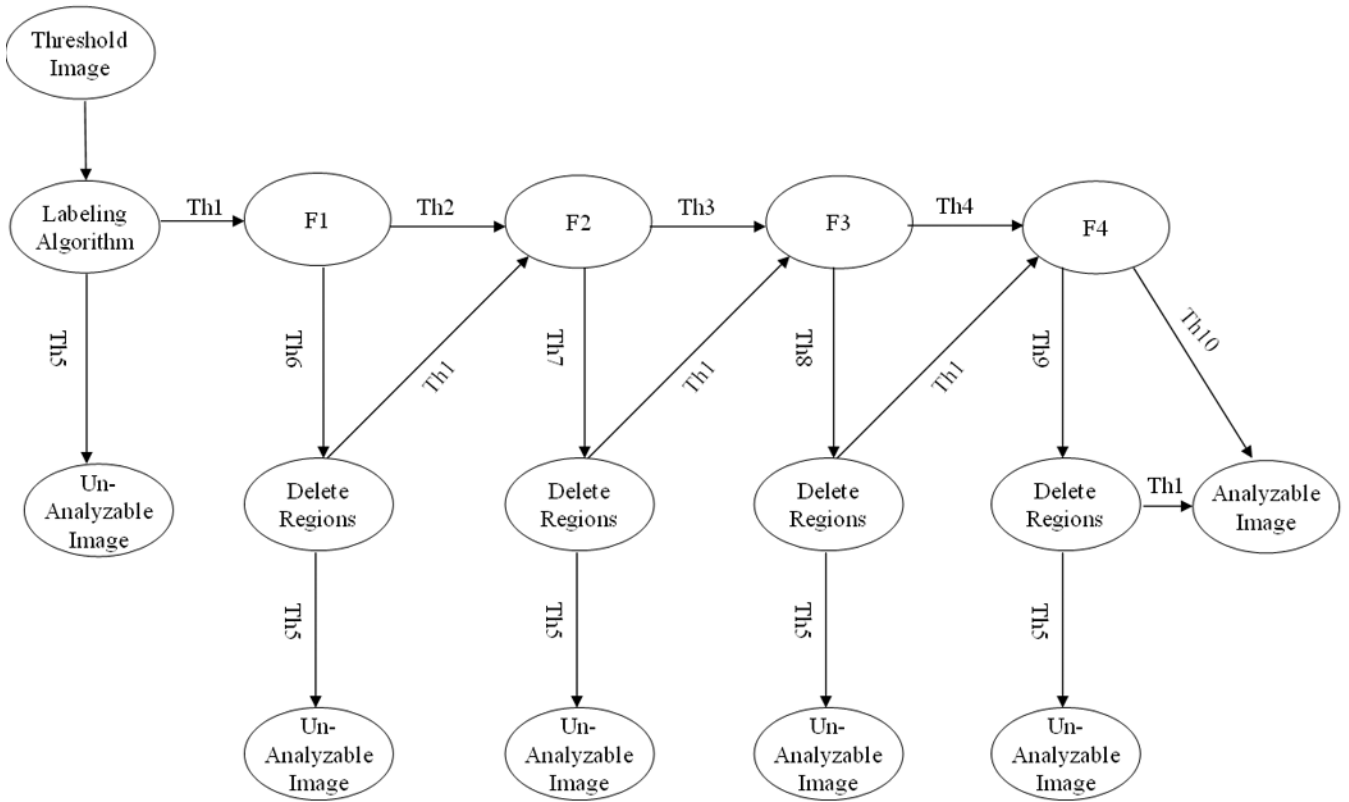 Threshold
Image
Labeling
Algorithm
Th1
F1
Th2
F2
Th3
F3
Th4
F4
Th5
Th6
Th1
Th7
Th1
Th8
Th1
Th9
Th10
Un-
Analyzable
Image
Delete
Regions
Delete
Regions
Delete
Regions
Delete
Regions
Th1
Analyzable
Image
Th5
Th5
Th5
Th5
Un-
Analyzable
Image
Un-
Analyzable
Image
Un-
Analyzable
Image
Un-
Analyzable
Image